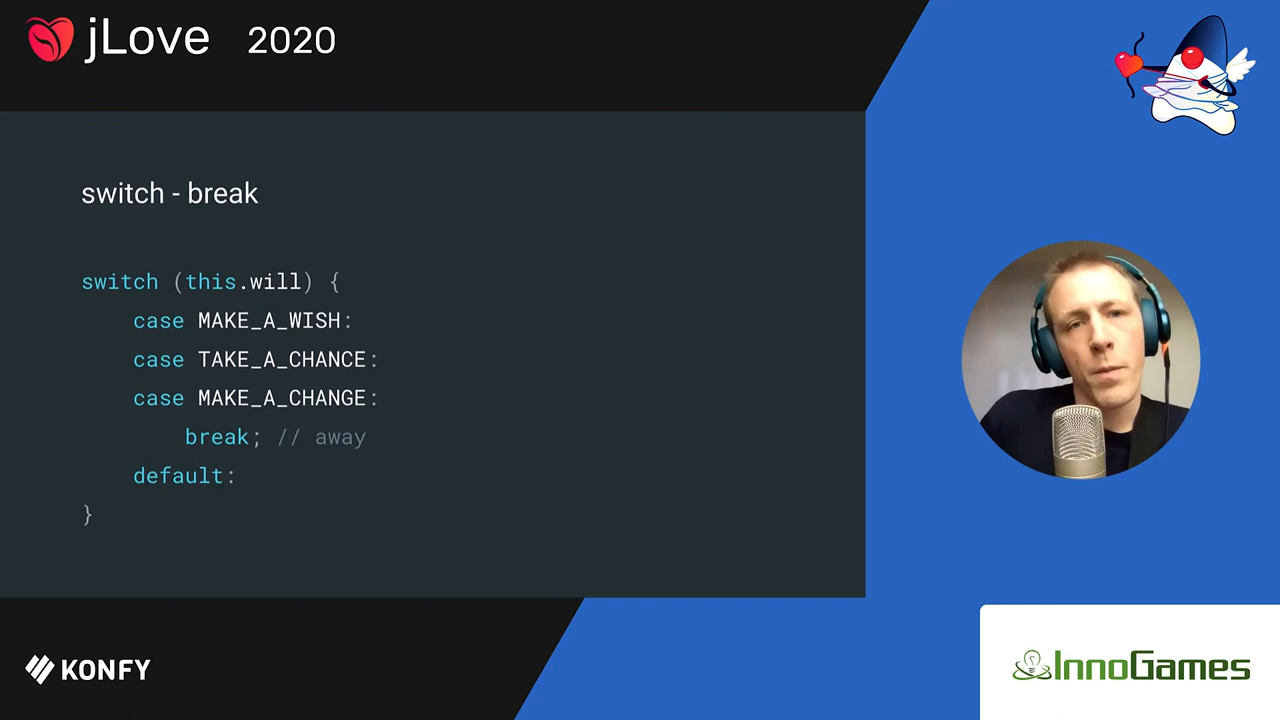 jLove 2020
switch - break
switch (this.will) {
    case MAKE_A_WISH:
    case TAKE_A_CHANCE:
    case MAKE_A_CHANGE:
        break; // away
    default:
}
KONFY
InnoGames